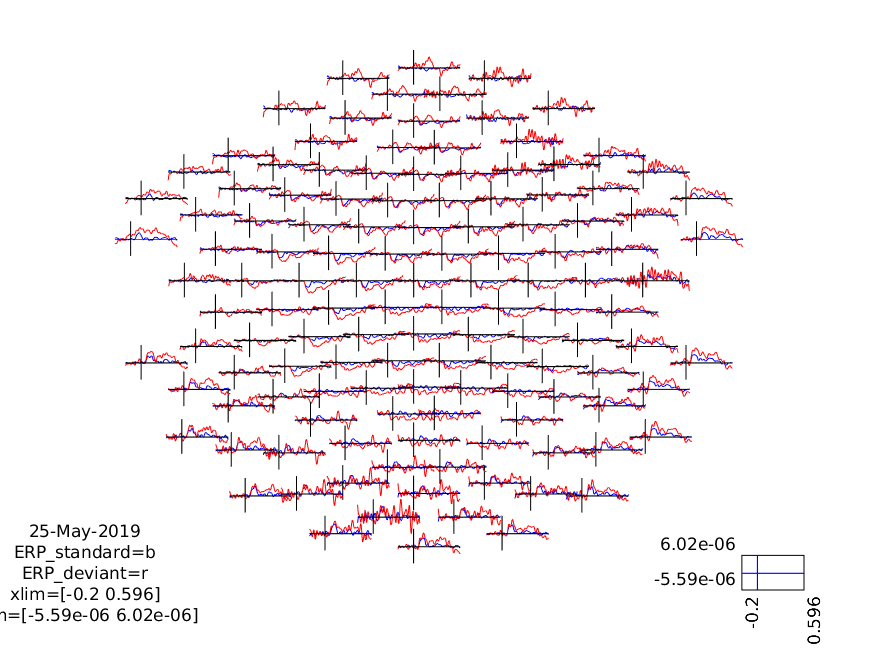 25-May-2019
ERP_standard=b
ERP_deviant=r
xlim=[-0.2 0.596]
=[-5.59e-06 6.02e-06]
6.02e-06
-5.59e-06
-0.2
0.596